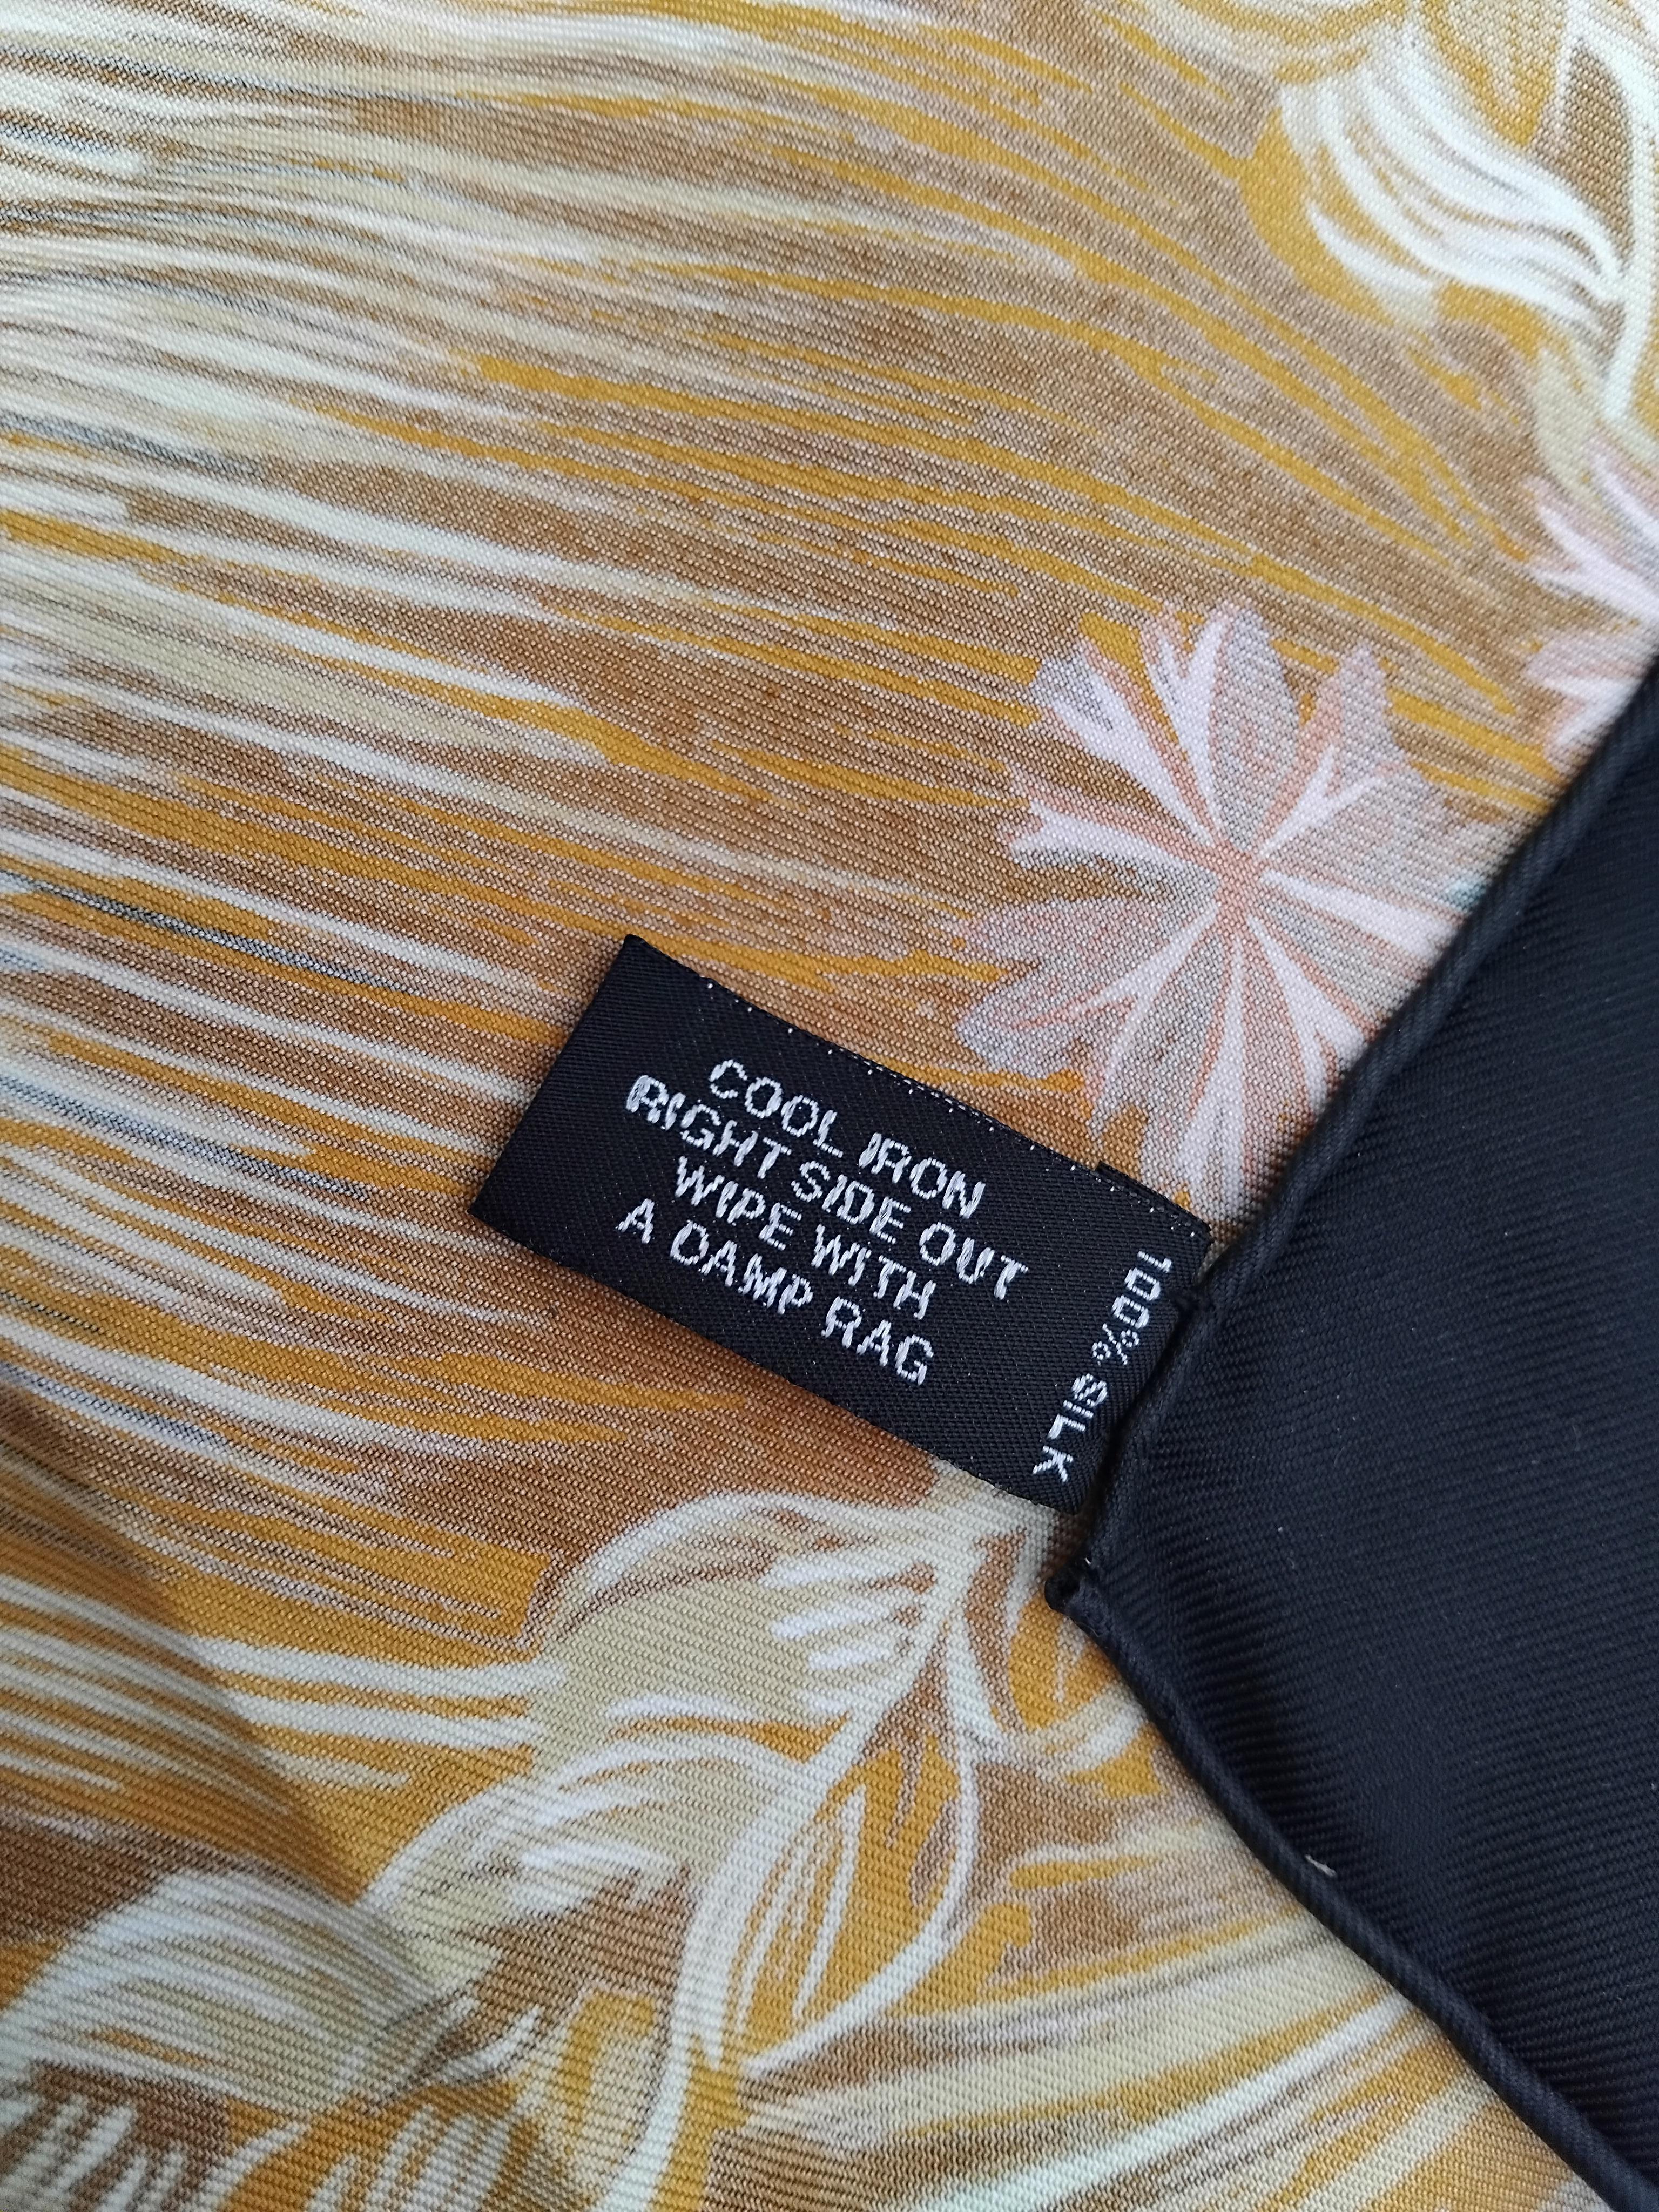 COOL IRON
RIGHT SIDE OUT
WIPE WITH
A DAMP RAG
100% SILK